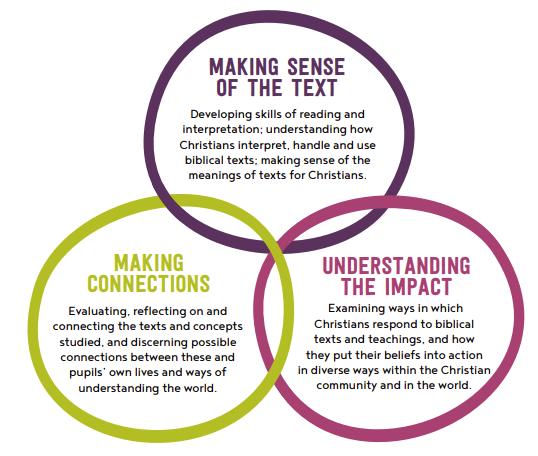 MAKING SENSE
OF THE TEXT
Developing skills of reading and
interpretation; understanding how
Christians interpret, handle and use
biblical texts; making sense of the
meanings of texts for Christians.
MAKING
CONNECTIONS
Evaluating, reflecting on and
connecting the texts and concepts
studied, and discerning possible
connections between these and
pupils’ own lives and ways of
understanding the world.
UNDERSTANDING
THE IMPACT
Examining ways in which
Christians respond to biblical
texts and teachings, and how
they put their beliefs into action
in diverse ways within the Christian
community and in the world.